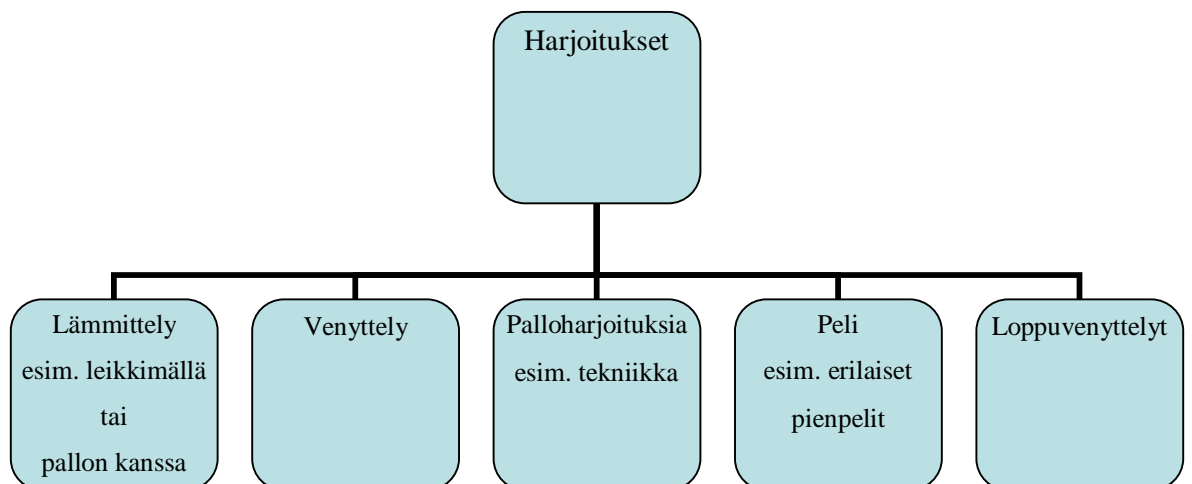 Harjoitukset
Lämmittely
esim. leikkimällä
tai
pallon kanssa
Venyttely
Palloharjoituksia
esim. tekniikka
Peli
esim. erilaiset
pienpelit
Loppuvenyttelyt